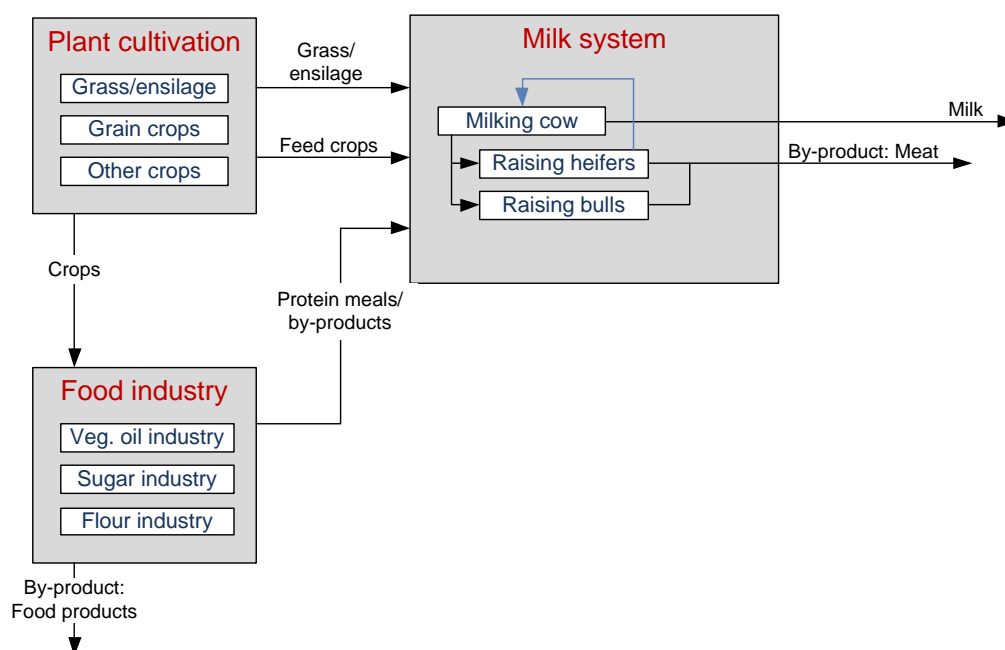 Plant cultivation
Grass/ensilage
Grain crops
Other crops
Grass/
ensilage
Feed crops
Milk system
Milking cow
Raising heifers
Raising bulls
Milk
By-product: Meat
Crops
Protein meals/
by-products
Food industry
Veg. oil industry
Sugar industry
Flour industry
By-product:
Food products